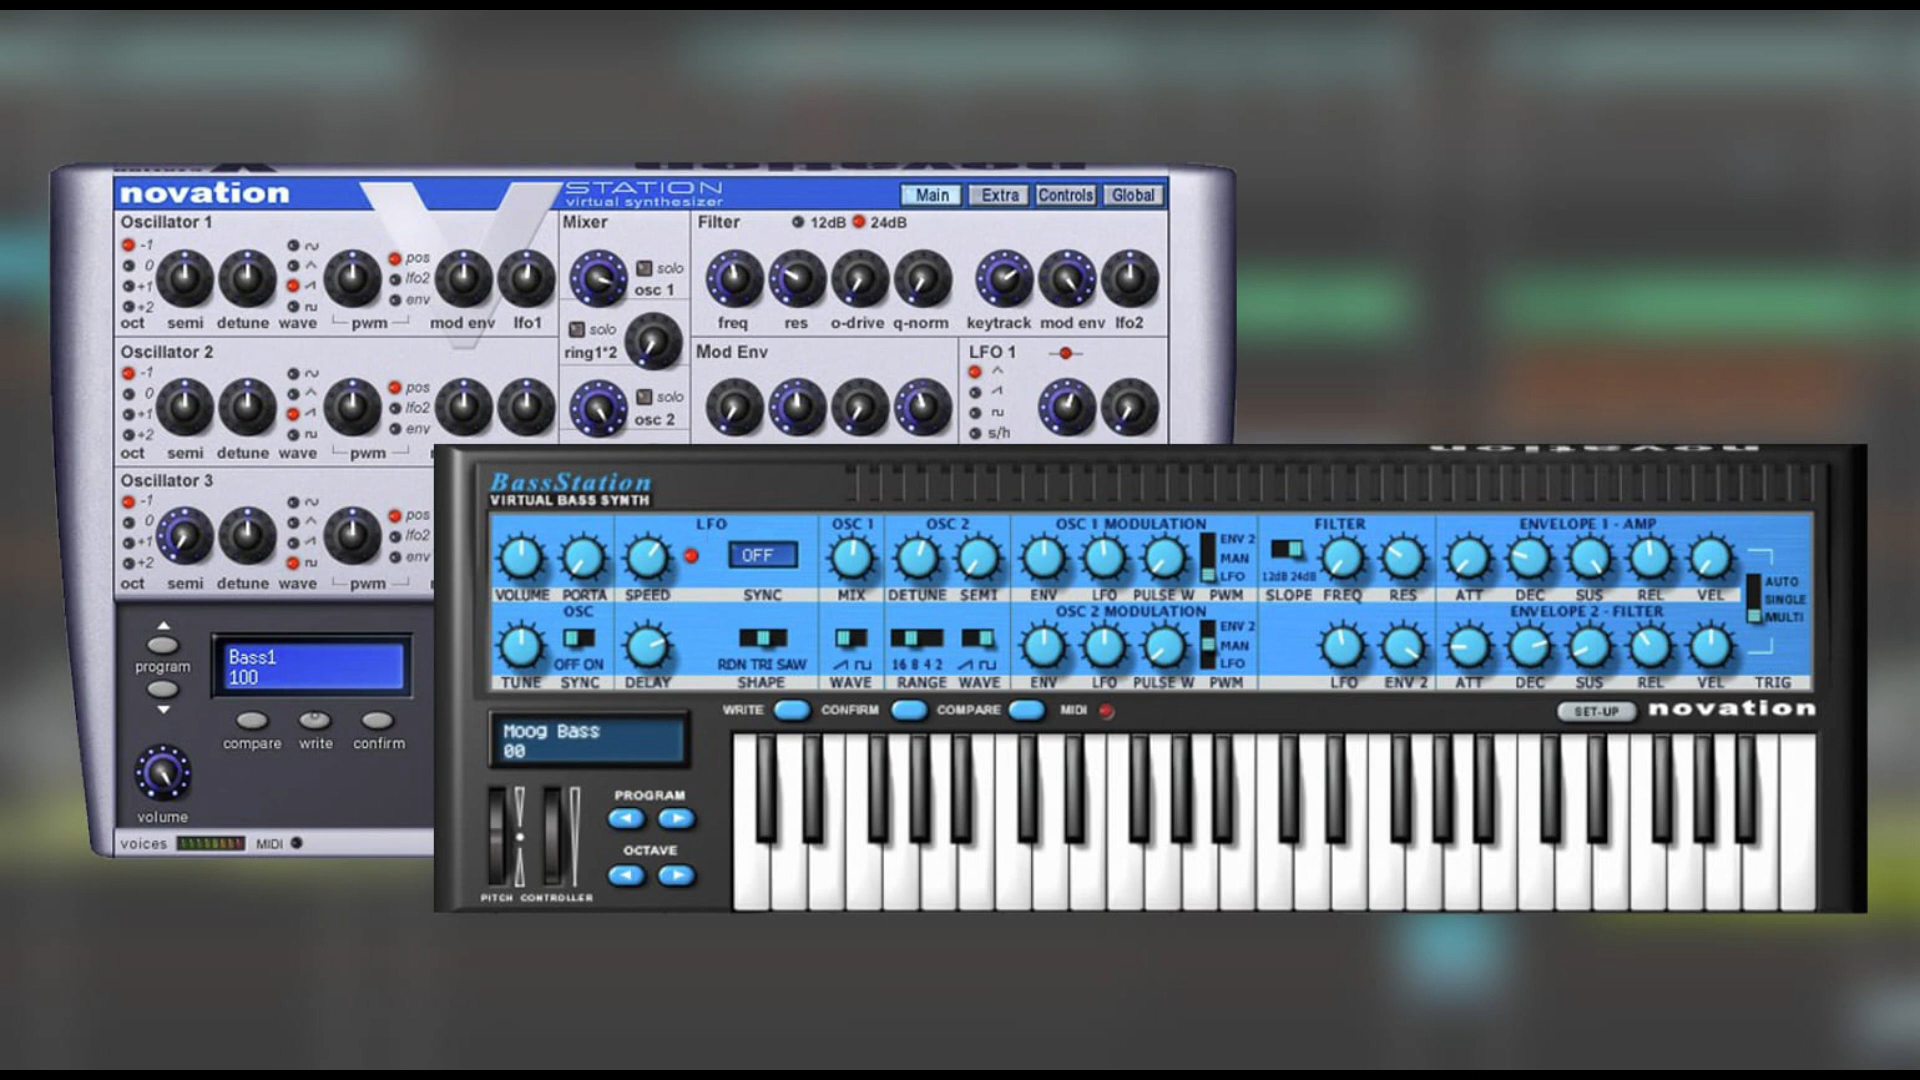 novation
V
STATION
virtual synthesizer
Main Extra Controls Global
Oscillator 1
-1
0
+1
+2
pos
lfo2
env
oct semi detune wave pwm mod env lfo1
Mixer
solo
osc 1
solo
ring1*2
solo
osc 2
Filter 12dB 24dB
freq res o-drive q-norm keytrack mod env lfo2
Oscillator 2
-1
0
+1
+2
pos
lfo2
env
oct semi detune wave pwm
Mod Env
LFO 1
s/h
Oscillator 3
-1
0
+1
+2
pos
lfo2
env
oct semi detune wave pwm
program
Bass1
100
compare write confirm
volume
voices MIDI
BassStation
VIRTUAL BASS SYNTH
LFO OSC 1 OSC 2 OSC 1 MODULATION FILTER ENVELOPE 1 - AMP
OFF
ENV 2
MAN
LFO
12dB 24dB
VOLUME PORTA SPEED SYNC MIX DETUNE SEMI ENV LFO PULSE W PWM SLOPE FREQ RES ATT DEC SUS REL VEL
AUTO
SINGLE
MULTI
OSC OSC 2 MODULATION ENVELOPE 2 - FILTER
ENV 2
MAN
LFO
OFF ON RDN TRI SAW 16 8 4 2
TUNE SYNC DELAY SHAPE WAVE RANGE WAVE ENV LFO PULSE W PWM LFO ENV 2 ATT DEC SUS REL VEL TRIG
WRITE CONFIRM COMPARE MIDI SET-UP novation
Moog Bass
00
PROGRAM
OCTAVE
PITCH CONTROLLER